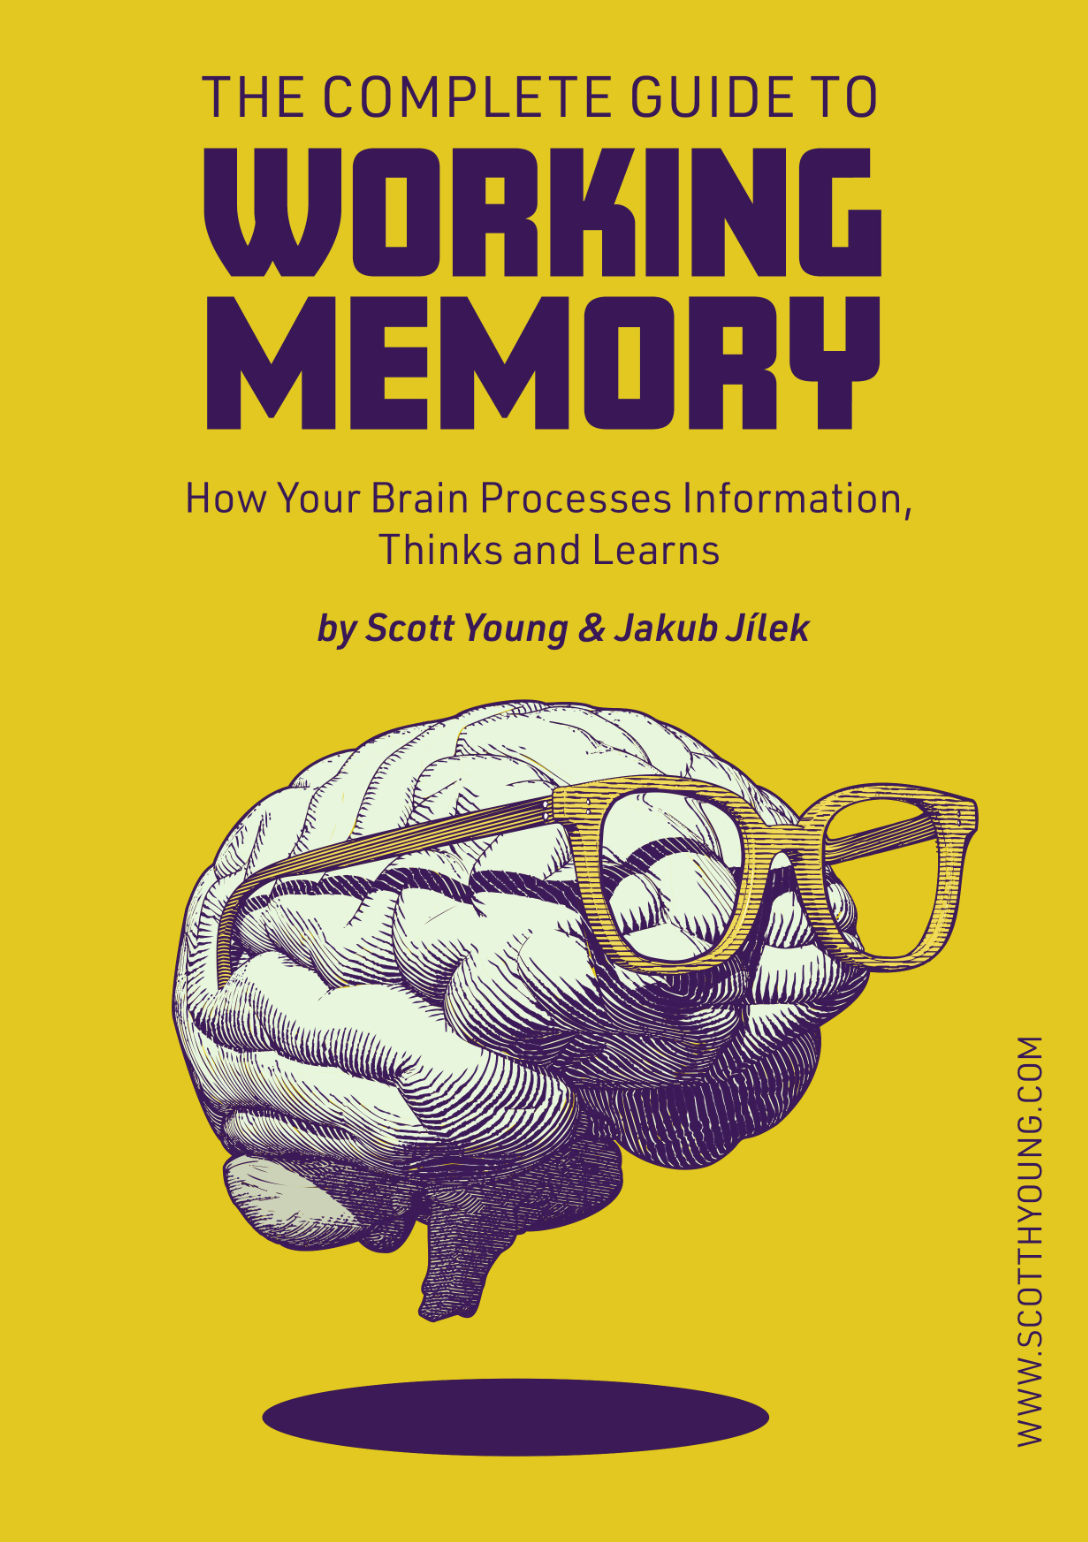 THE COMPLETE GUIDE TO
WORKING
MEMORY
How Your Brain Processes Information,
Thinks and Learns
by Scott Young & Jakub Jílek
WWW.SCOTTHYOUNG.COM